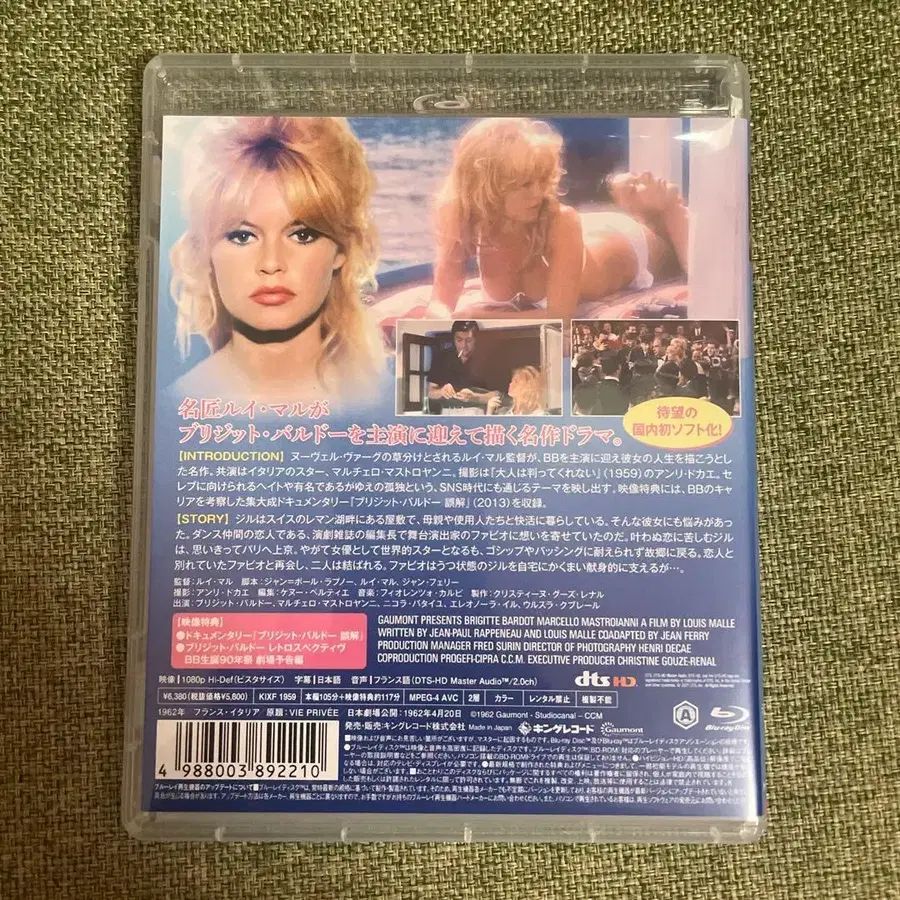 名匠ルイ・マルが
ブリジット・バルドーを主演に迎えて描く名作ドラマ。
待望の
国内初ソフト化!
【INTRODUCTION】 ヌーヴェル・ヴァーグの草分けとされるルイ・マル監督が、BBを主演に迎え彼女の人生を描こうとし
た名作。共演はイタリアのスター、マルチェロ・マストロヤンニ。撮影は『大人は判ってくれない』(1959)のアンリ・ドカエ。セ
レブに向けられるヘイトや有名であるがゆえの孤独という、SNS時代にも通じるテーマを映し出す。映像特典には、BBのキャ
リアを考察した集大成ドキュメンタリー『ブリジット・バルドー 誤解』(2013)を収録。
【STORY】 ジルはスイスのレマン湖畔にある屋敷で、母親や使用人たちと快活に暮らしている。そんな彼女にも悩みがあっ
た。ダンス仲間の恋人である、演劇雑誌の編集長で舞台演出家のファビオに想いを寄せていたのだ。叶わぬ恋に苦しむジル
は、思いきってパリへ上京。やがて女優として世界的スターとなるも、ゴシップやバッシングに耐えられず故郷に戻る。恋人と別
れていたファビオと再会し、二人は結ばれる。ファビオはうつ状態のジルを自宅にかくまい献身的に支えるが…。
監督:ルイ・マル 脚本:ジャン=ポール・ラプノー、ルイ・マル、ジャン・フェリー
撮影:アンリ・ドカエ 編集:ケヌー・ペルティエ 音楽:フィオレンツォ・カルピ 製作:クリスティーヌ・グーズ・レナル
出演:ブリジット・バルドー、マルチェロ・マストロヤンニ、ニコラ・バタイユ、エレオノーラ・イル、ウルスラ・クブレール
【映像特典】
●ドキュメンタリー『ブリジット・バルドー 誤解』
●ブリジット・バルドー レトロスペクティヴ
BB生誕90年祭 劇場予告編
GAUMONT PRESENTS BRIGITTE BARDOT MARCELLO MASTROIANNI A FILM BY LOUIS MALLE
WRITTEN BY JEAN-PAUL RAPPENEAU AND LOUIS MALLE COADAPTED BY JEAN FERRY
PRODUCTION MANAGER FRED SURIN DIRECTOR OF PHOTOGRAPHY HENRI DECAE
COPRODUCTION PROGEFI-CIPRA C.C.M. EXECUTIVE PRODUCER CHRISTINE GOUZE-RENAL
映像|1080p Hi-Def(ビスタサイズ) 字幕|日本語 音声|フランス語(DTS-HD Master Audio™/2.0ch)
dts HD
¥6,380(税抜価格¥5,800) KIXF 1959 本編105分+映像特典約117分 MPEG-4 AVC 2層 カラー レンタル禁止 複製不能
A
Blu-ray Disc
1962年 フランス・イタリア 原題:VIE PRIVÉE 日本劇場公開:1962年4月20日 ©1962 Gaumont - Studiocanal - CCM
発売・販売:キングレコード株式会社 Made in Japan キングレコード Gaumont
4 988003 892210